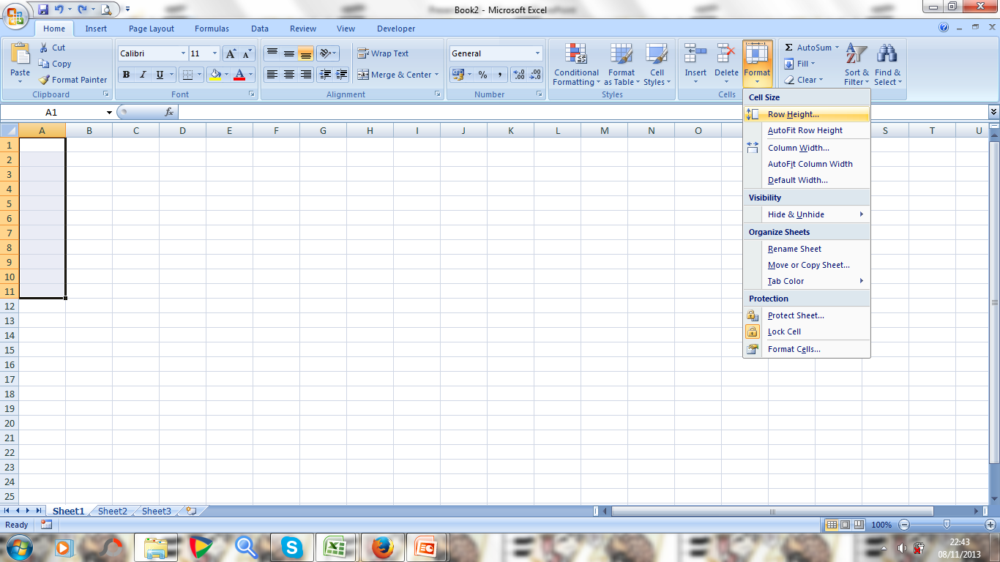 Book2 - Microsoft Excel
Home Insert Page Layout Formulas Data Review View Developer
Paste
Cut
Copy
Format Painter
Clipboard
Calibri 11
B I U A
Font
Wrap Text
Merge & Center
Alignment
General
% ,
Number
Conditional Formatting
Format as Table
Cell Styles
Styles
Insert Delete Format
Cells
Σ AutoSum
Fill
Clear
Sort & Filter
Find & Select
Cell Size
Row Height...
AutoFit Row Height
Column Width...
AutoFit Column Width
Default Width...
Visibility
Hide & Unhide
Organize Sheets
Rename Sheet
Move or Copy Sheet...
Tab Color
Protection
Protect Sheet...
Lock Cell
Format Cells...
A1 fx
A B C D E F G H I J K L M N O S T U
1
2
3
4
5
6
7
8
9
10
11
12
13
14
15
16
17
18
19
20
21
22
23
24
25
Sheet1 Sheet2 Sheet3
Ready 100%
22:43
08/11/2013